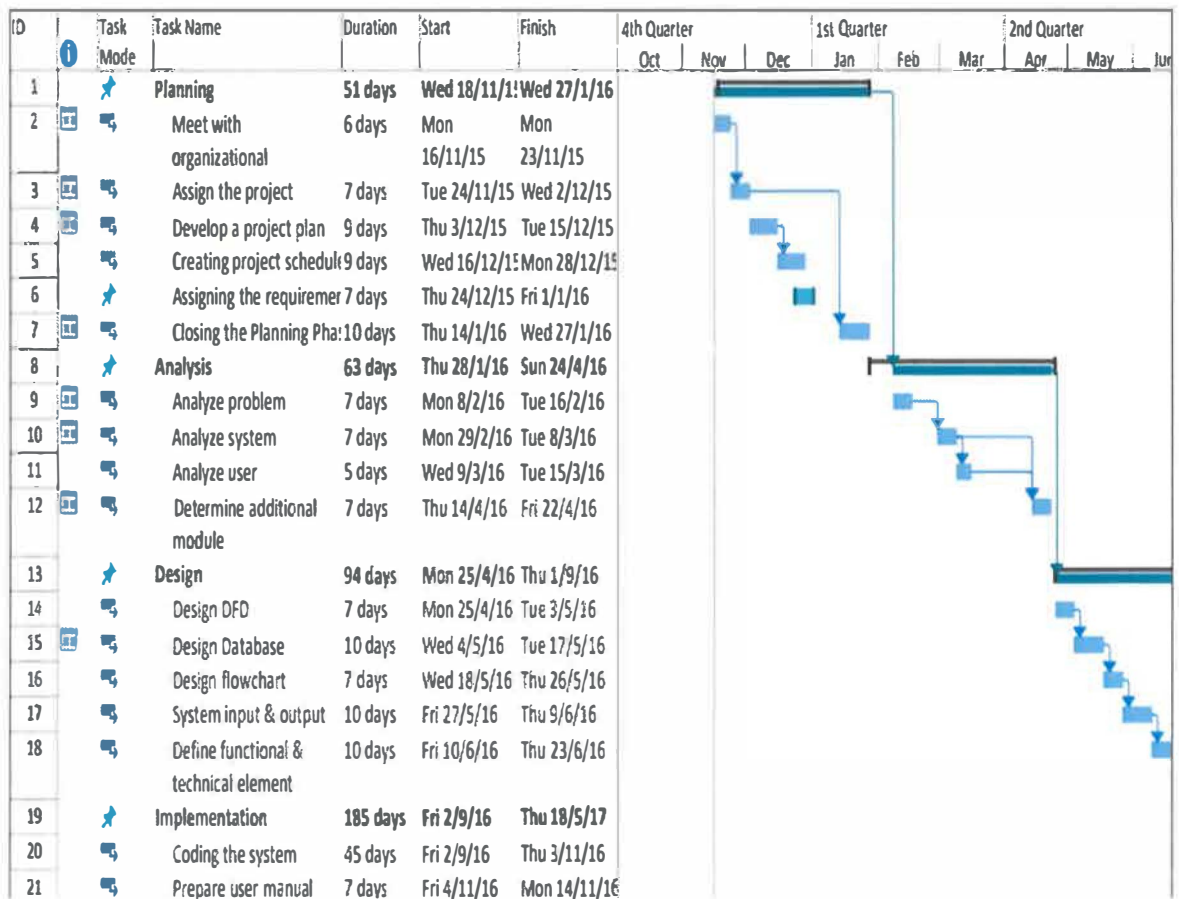 ID Task Mode Task Name Duration Start Finish 4th Quarter 1st Quarter 2nd Quarter
Oct Nov Dec Jan Feb Mar Apr May Jun
1 Planning 51 days Wed 18/11/15 Wed 27/1/16
2 Meet with organizational 6 days Mon 16/11/15 Mon 23/11/15
3 Assign the project 7 days Tue 24/11/15 Wed 2/12/15
4 Develop a project plan 9 days Thu 3/12/15 Tue 15/12/15
5 Creating project schedule 9 days Wed 16/12/15 Mon 28/12/15
6 Assigning the requiremer 7 days Thu 24/12/15 Fri 1/1/16
7 Closing the Planning Pha: 10 days Thu 14/1/16 Wed 27/1/16
8 Analysis 63 days Thu 28/1/16 Sun 24/4/16
9 Analyze problem 7 days Mon 8/2/16 Tue 16/2/16
10 Analyze system 7 days Mon 29/2/16 Tue 8/3/16
11 Analyze user 5 days Wed 9/3/16 Tue 15/3/16
12 Determine additional module 7 days Thu 14/4/16 Fri 22/4/16
13 Design 94 days Mon 25/4/16 Thu 1/9/16
14 Design DFD 7 days Mon 25/4/16 Tue 3/5/16
15 Design Database 10 days Wed 4/5/16 Tue 17/5/16
16 Design flowchart 7 days Wed 18/5/16 Thu 26/5/16
17 System input & output 10 days Fri 27/5/16 Thu 9/6/16
18 Define functional & technical element 10 days Fri 10/6/16 Thu 23/6/16
19 Implementation 185 days Fri 2/9/16 Thu 18/5/17
20 Coding the system 45 days Fri 2/9/16 Thu 3/11/16
21 Prepare user manual 7 days Fri 4/11/16 Mon 14/11/16